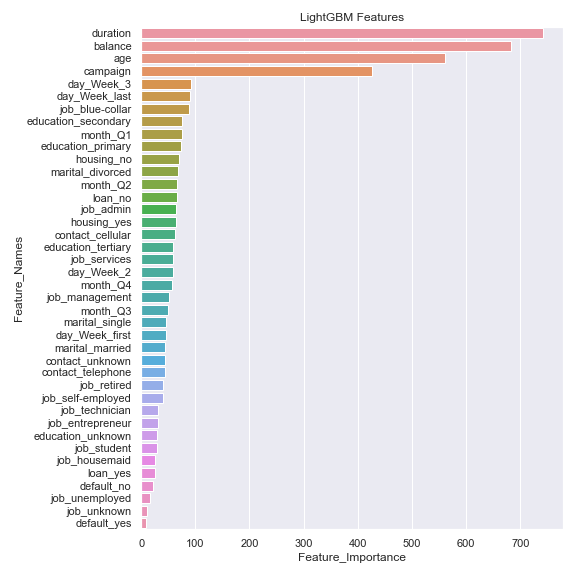 LightGBM Features
duration
balance
age
campaign
day_Week_3
day_Week_last
job_blue-collar
education_secondary
month_Q1
education_primary
housing_no
marital_divorced
month_Q2
loan_no
job_admin
housing_yes
contact_cellular
education_tertiary
job_services
day_Week_2
month_Q4
job_management
month_Q3
marital_single
day_Week_first
marital_married
contact_unknown
contact_telephone
job_retired
job_self-employed
job_technician
job_entrepreneur
education_unknown
job_student
job_housemaid
loan_yes
default_no
job_unemployed
job_unknown
default_yes
Feature_Names
0 100 200 300 400 500 600 700
Feature_Importance